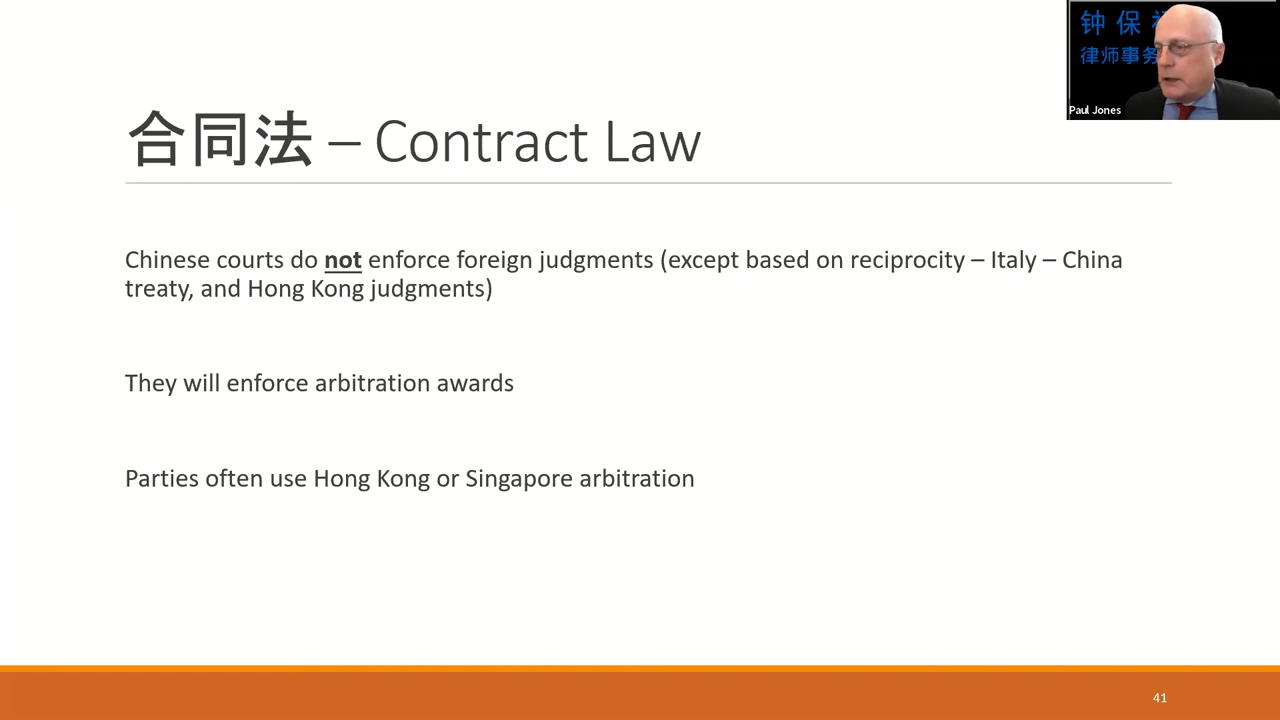 钟 保
律师事务
Paul Jones
合同法 – Contract Law
Chinese courts do not enforce foreign judgments (except based on reciprocity – Italy – China
treaty, and Hong Kong judgments)
They will enforce arbitration awards
Parties often use Hong Kong or Singapore arbitration
41